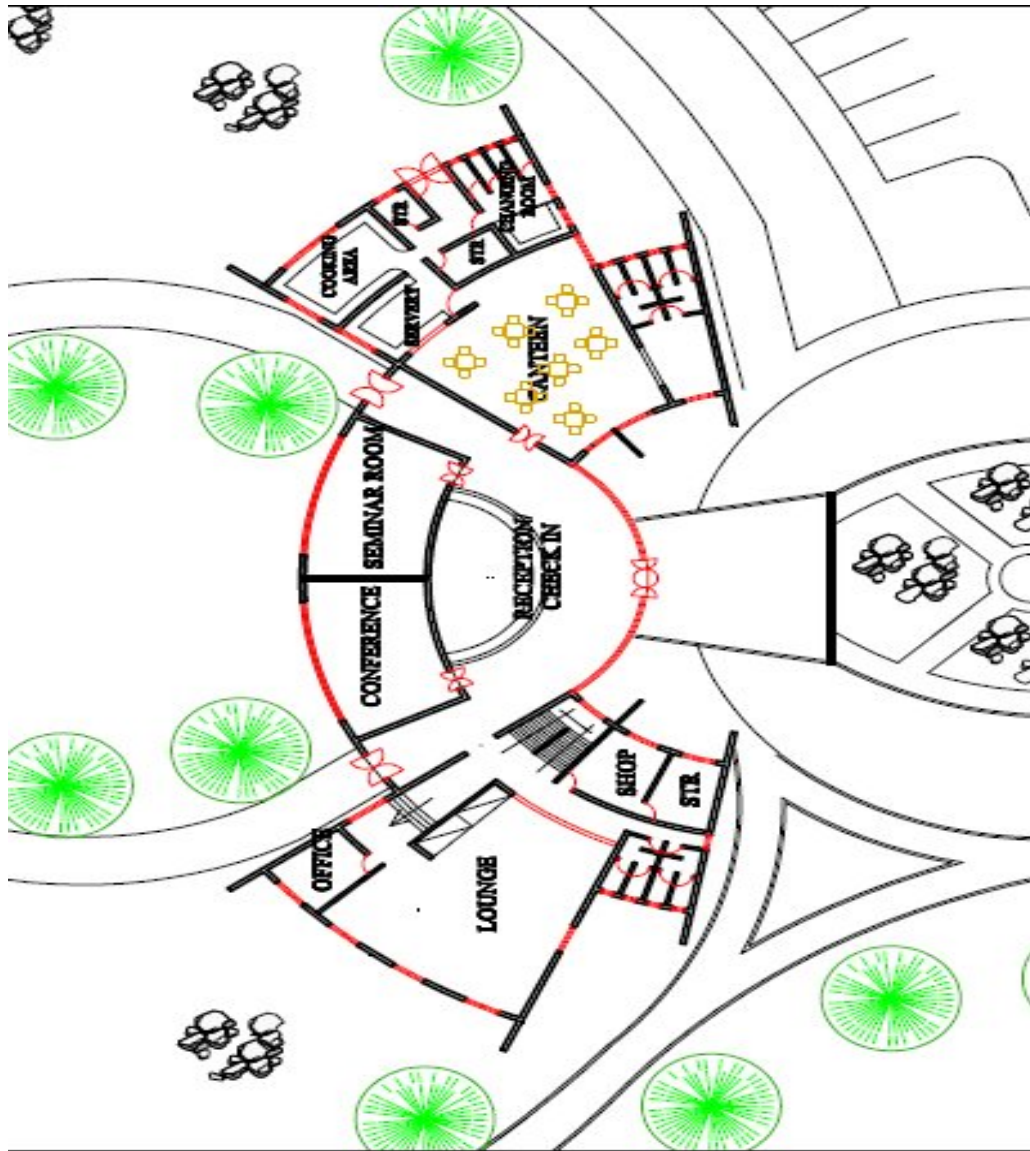 COOKING
AREA
STR
CHANGING
ROOM
STR
SERVERY
CANTEEN
SEMINAR ROOM
CONFERENCE
RECEPTION
CHECK IN
SHOP
STR
OFFICE
LOUNGE